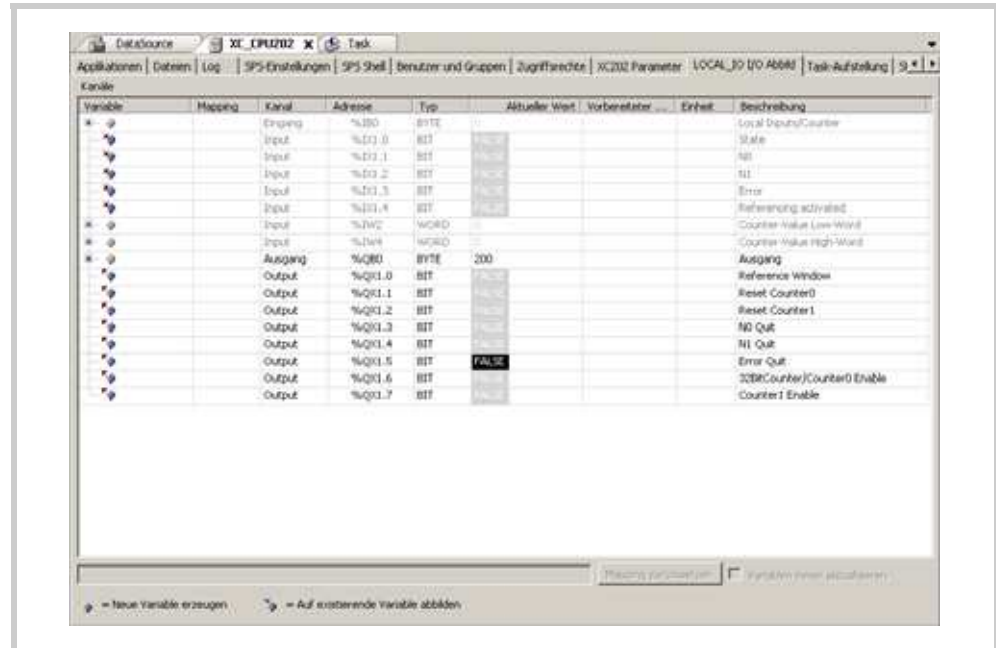 DataSource XC_CPU202 x Task
Applikationen | Dateien | Log | SPS-Einstellungen | SPS Shell | Benutzer und Gruppen | Zugriffsrechte | XC202 Parameter LOCAL_IO I/O Abbild | Task-Aufstellung
Kanäle
Variable Mapping Kanal Adresse Typ Aktueller Wert Vorbereiteter ... Einheit Beschreibung
Eingang %IB0 BYTE Local Inputs/Counter
Input %IX1.0 BIT FALSE State
Input %IX1.1 BIT FALSE N0
Input %IX1.2 BIT FALSE N1
Input %IX1.3 BIT FALSE Error
Input %IX1.4 BIT FALSE Referencing activated
Input %IW2 WORD Counter-Value Low-Word
Input %IW4 WORD Counter-Value High-Word
Ausgang %QB0 BYTE 200 Ausgang
Output %QX1.0 BIT FALSE Reference Window
Output %QX1.1 BIT FALSE Reset Counter0
Output %QX1.2 BIT FALSE Reset Counter1
Output %QX1.3 BIT FALSE N0 Quit
Output %QX1.4 BIT FALSE N1 Quit
Output %QX1.5 BIT FALSE Error Quit
Output %QX1.6 BIT FALSE 32BitCounter/Counter0 Enable
Output %QX1.7 BIT FALSE Counter1 Enable
Mapping zurücksetzen Variablen immer aktualisieren
= Neue Variable erzeugen = Auf existierende Variable abbilden